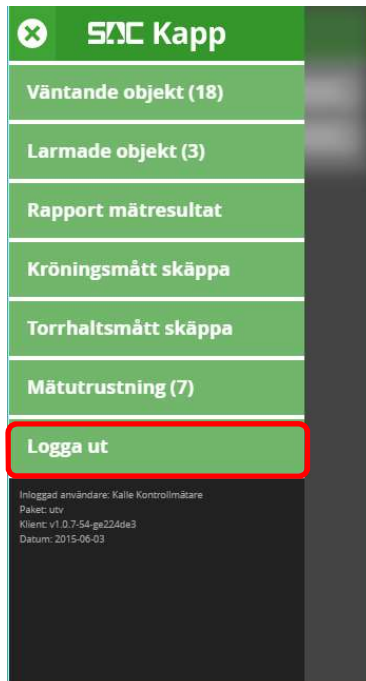 SDC Kapp
Väntande objekt (18)
Larmade objekt (3)
Rapport mätresultat
Kröningsmått skäppa
Torrhaltsmått skäppa
Mätutrustning (7)
Logga ut
Inloggad användare: Kalle Kontrollmätare
Paket: utv
Klient: v1.0.7-54-ge224de3
Datum: 2015-06-03